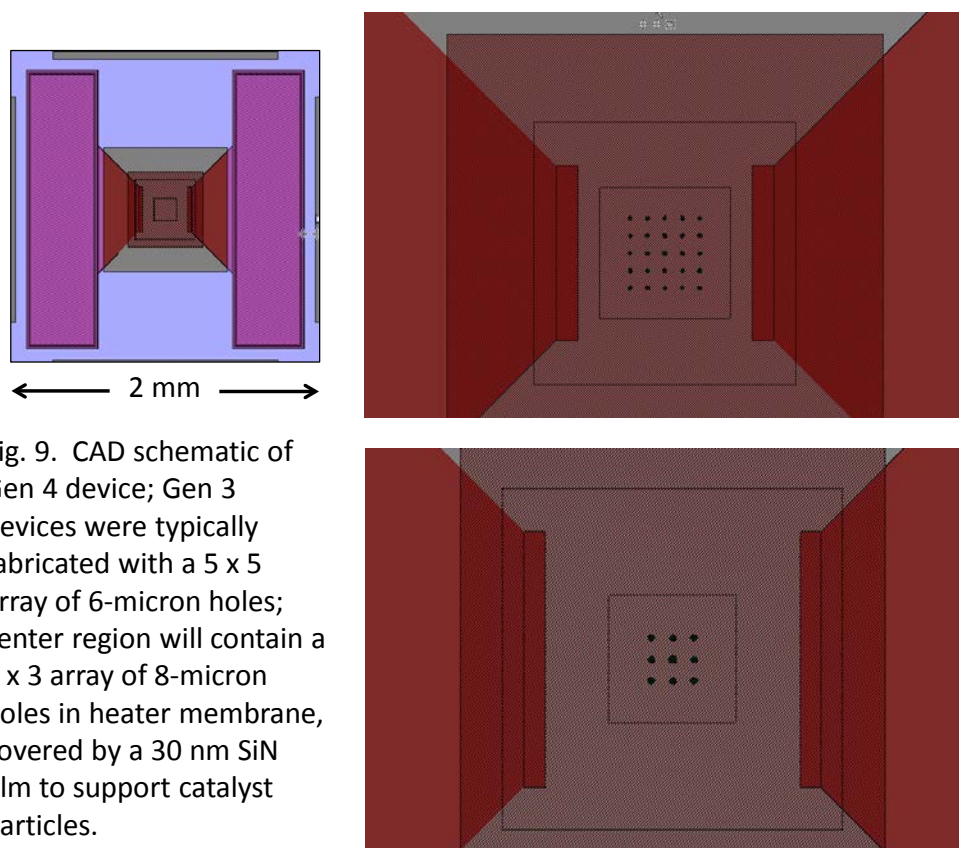 2 mm
ig. 9. CAD schematic of
en 4 device; Gen 3
evices were typically
abricated with a 5 x 5
rray of 6-micron holes;
enter region will contain a
x 3 array of 8-micron
oles in heater membrane,
overed by a 30 nm SiN
lm to support catalyst
articles.